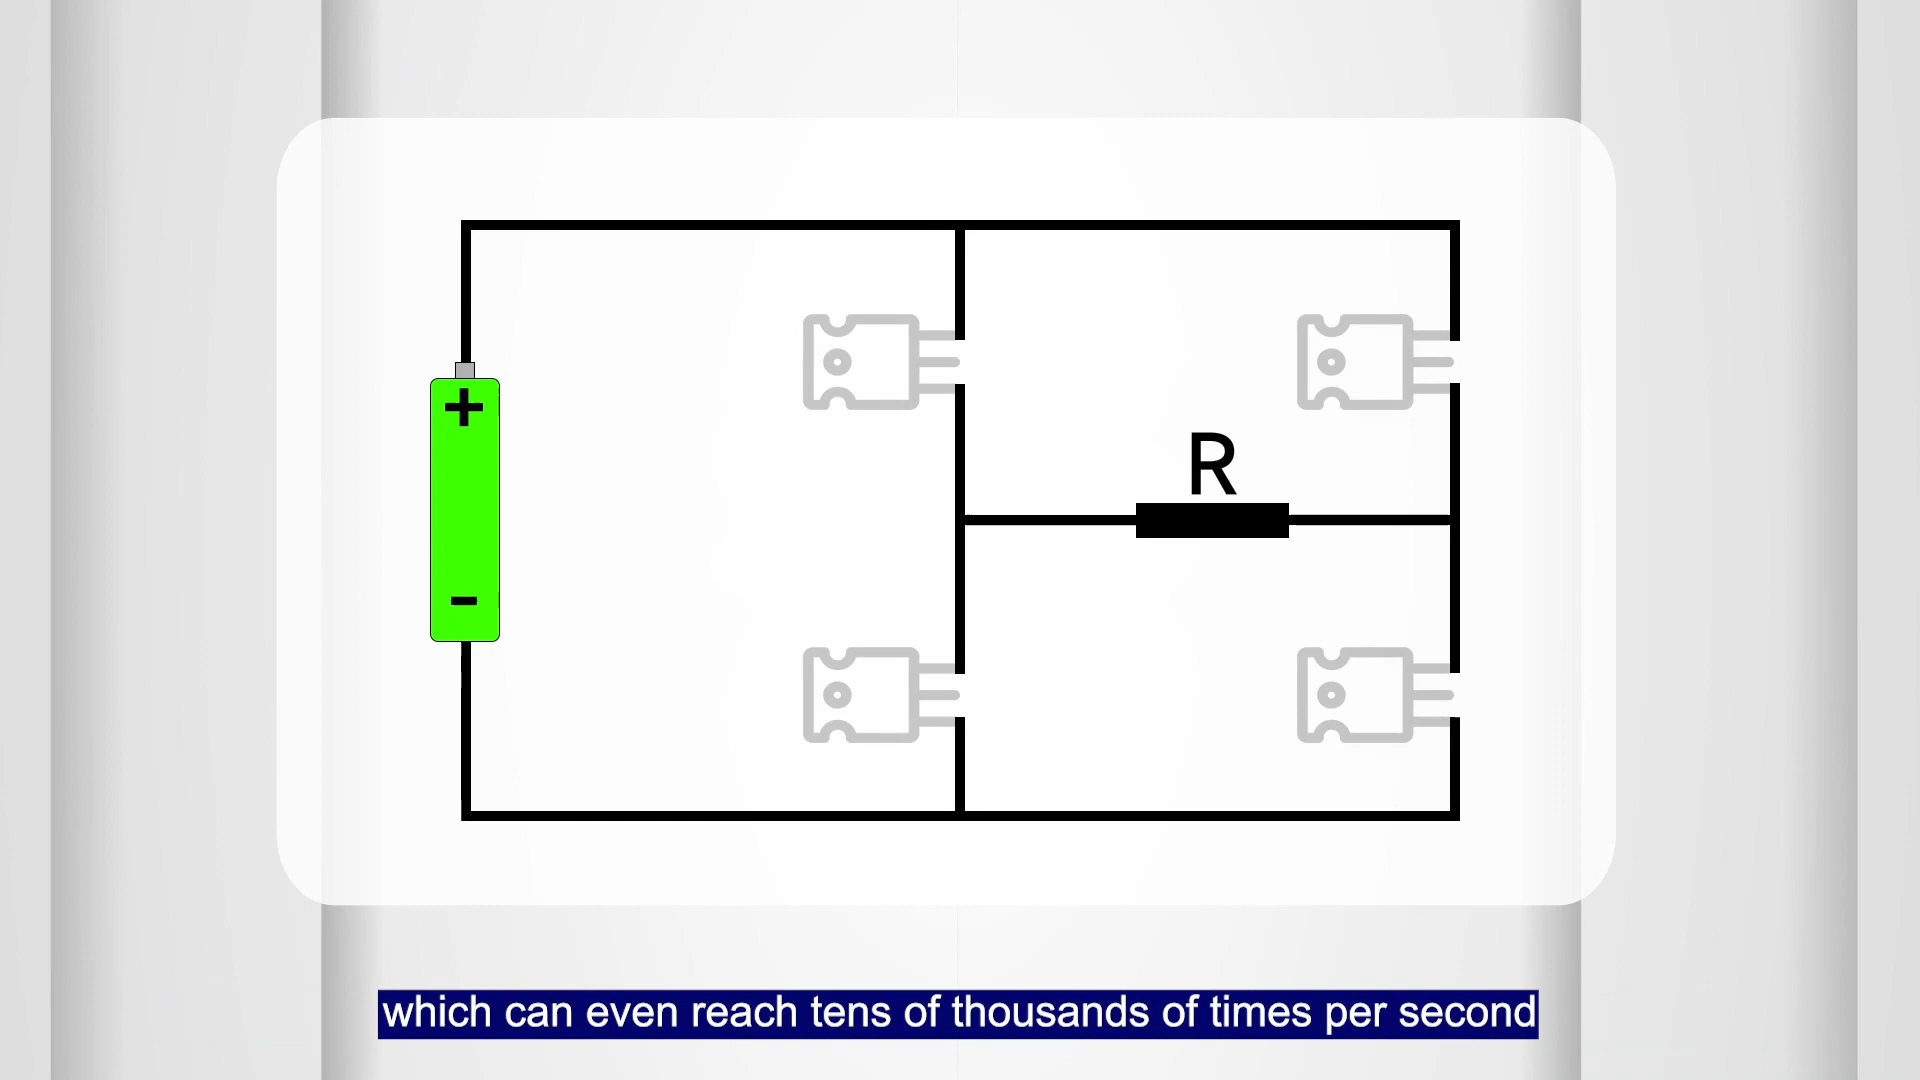 +
R
-
which can even reach tens of thousands of times per second